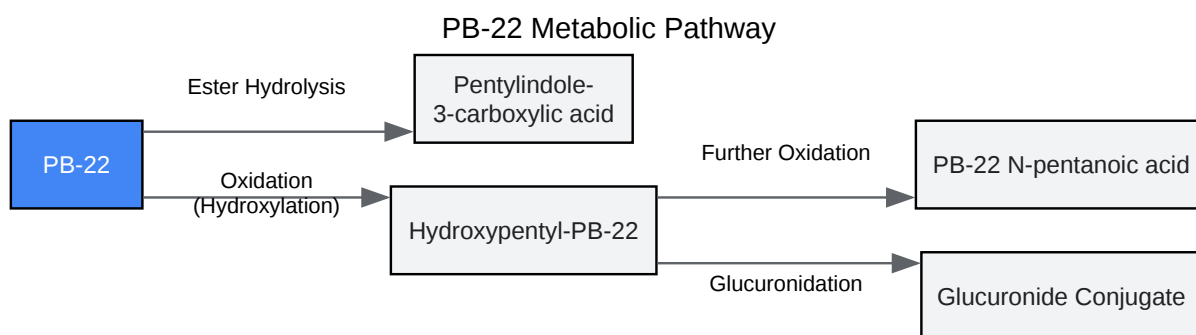 PB-22 Metabolic Pathway
Ester Hydrolysis
Pentylindole-
3-carboxylic acid
PB-22
Oxidation
(Hydroxylation)
Hydroxypentyl-PB-22
Further Oxidation
PB-22 N-pentanoic acid
Glucuronidation
Glucuronide Conjugate